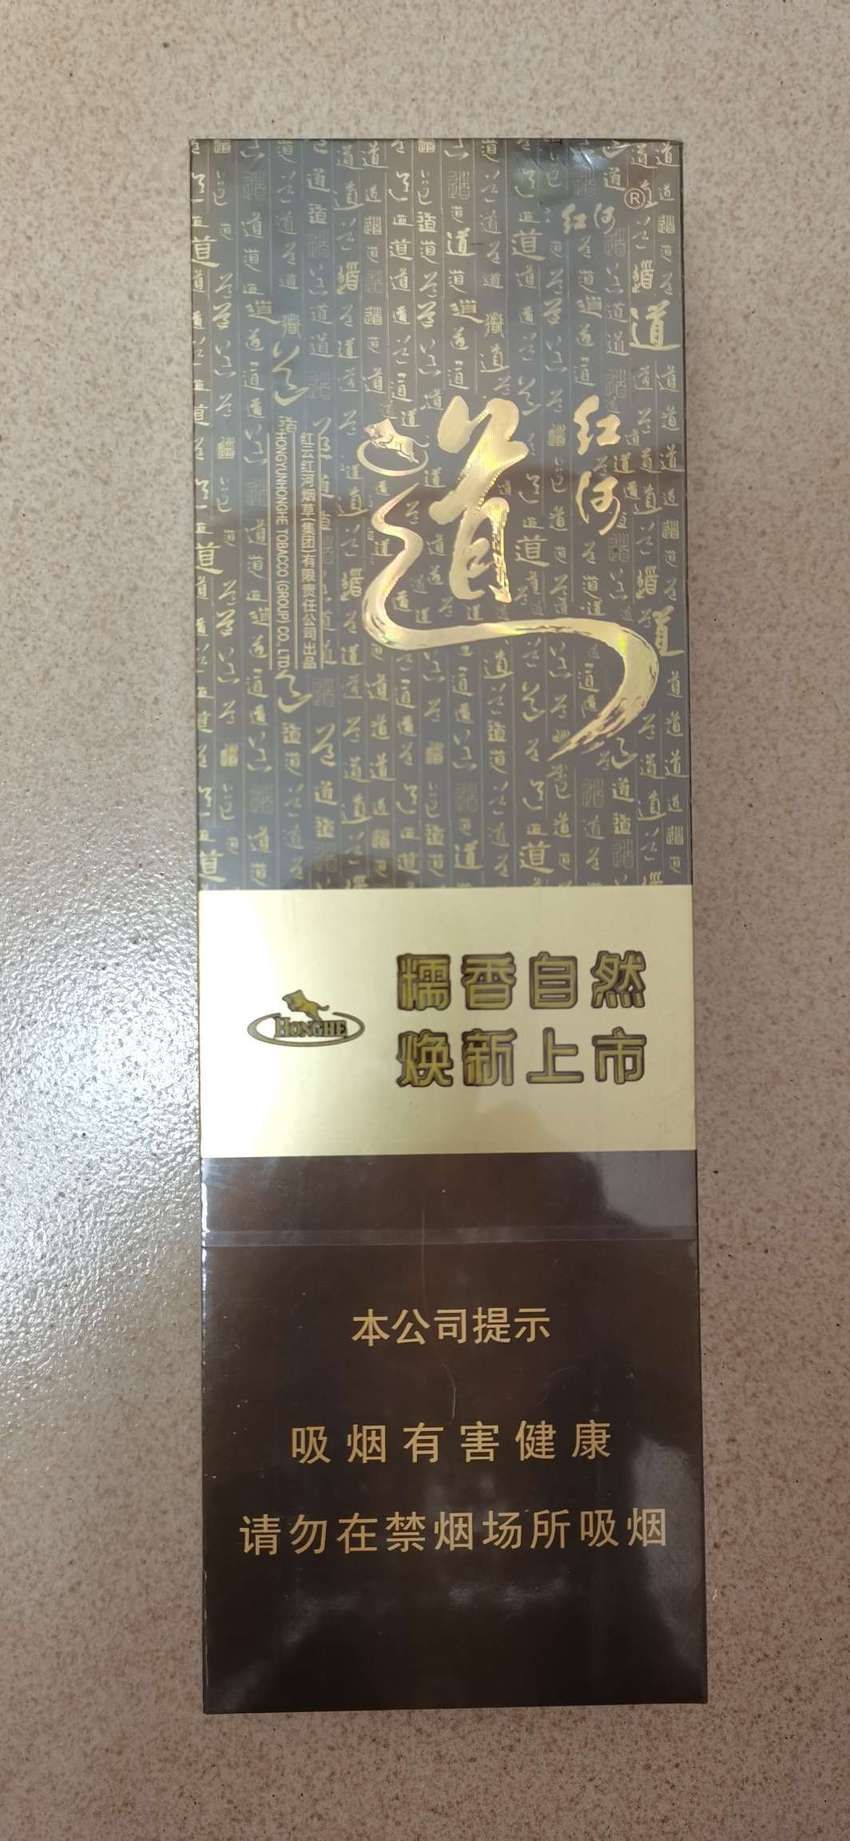 红河®
红河
道
红云红河烟草(集团)有限责任公司出品
HONGYUNHONGHE TOBACCO (GROUP) CO., LTD.
HONGHE
糯香自然
焕新上市
本公司提示
吸烟有害健康
请勿在禁烟场所吸烟